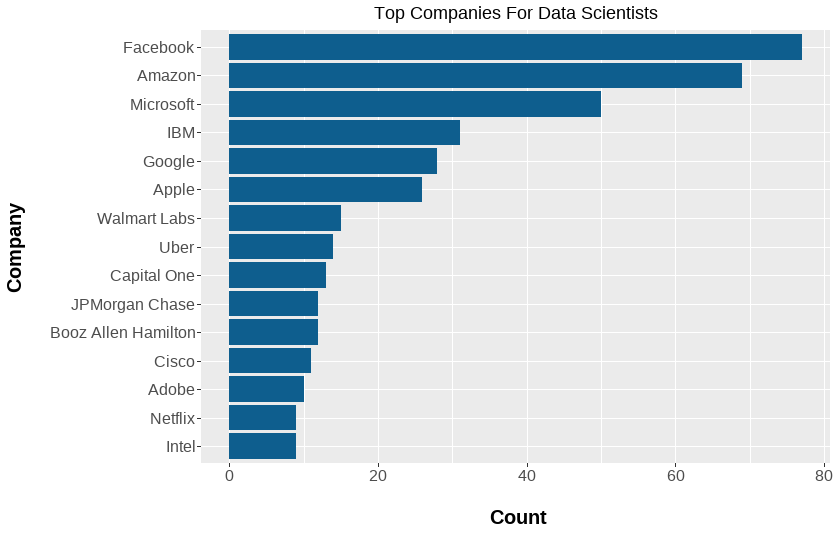 Top Companies For Data Scientists
Company
Facebook
Amazon
Microsoft
IBM
Google
Apple
Walmart Labs
Uber
Capital One
JPMorgan Chase
Booz Allen Hamilton
Cisco
Adobe
Netflix
Intel
0 20 40 60 80
Count